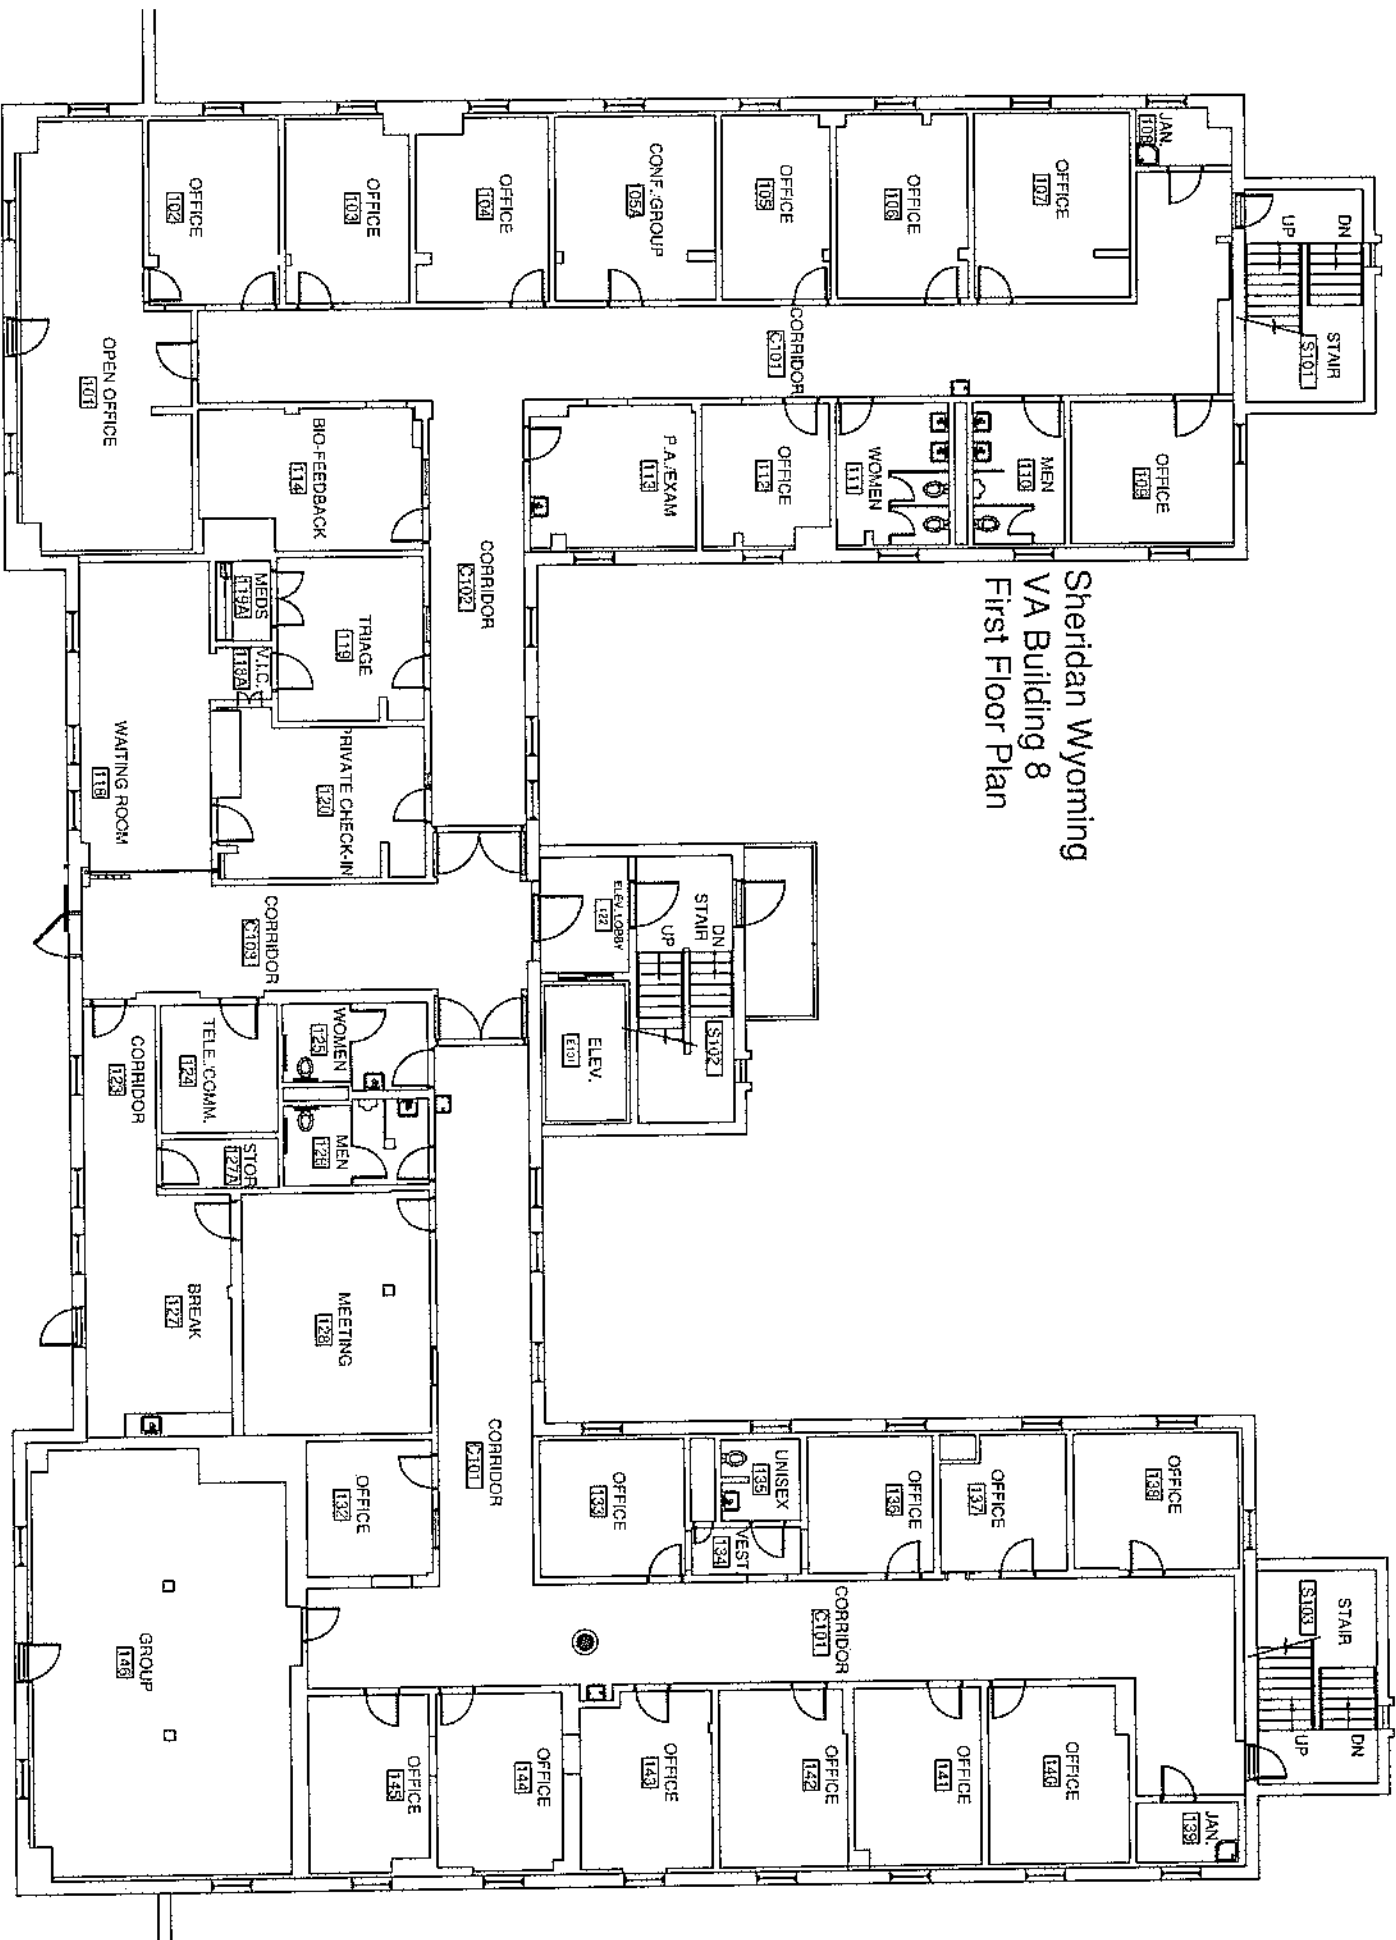 Sheridan Wyoming
VA Building 8
First Floor Plan
STAIR
S101
DN
UP
JAN.
108
OFFICE
107
OFFICE
106
OFFICE
105
CONF./GROUP
105A
OFFICE
104
OFFICE
103
OFFICE
102
OPEN OFFICE
101
CORRIDOR
C101
OFFICE
109
MEN
110
WOMEN
111
OFFICE
112
P.A./EXAM
113
BIO-FEEDBACK
114
CORRIDOR
C102
TRIAGE
119
MEDS
119A
V.I.C.
118A
WAITING ROOM
118
PRIVATE CHECK-IN
120
CORRIDOR
C103
ELEV. LOBBY
122
STAIR
DN
UP
S102
ELEV.
E101
WOMEN
125
TELE./COMM.
124
CORRIDOR
123
MEN
126
STOR
127A
BREAK
127
MEETING
128
CORRIDOR
C101
OFFICE
132
OFFICE
133
UNISEX
135
VEST
134
OFFICE
136
OFFICE
137
OFFICE
138
STAIR
S103
UP
DN
CORRIDOR
C101
JAN.
139
OFFICE
140
OFFICE
141
OFFICE
142
OFFICE
143
OFFICE
144
OFFICE
145
GROUP
146